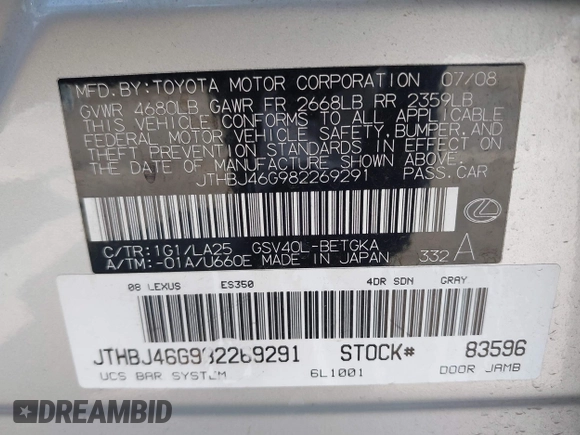 MFD. BY: TOYOTA MOTOR CORPORATION 07/08
GVWR 4680LB GAWR FR 2668LB RR 2359LB
THIS VEHICLE CONFORMS TO ALL APPLICABLE
FEDERAL MOTOR VEHICLE SAFETY, BUMPER, AND
THEFT PREVENTION STANDARDS IN EFFECT ON
THE DATE OF MANUFACTURE SHOWN ABOVE.
JTHBJ46G982269291 PASS. CAR
C/TR: 1G1/LA25 GSV40L-BETGKA
A/TM: -01A/U660E MADE IN JAPAN 332 A
08 LEXUS ES350 4DR SDN GRAY
JTHBJ46G982269291 STOCK# 83596
VCS BAR SYSTEM 6L1001 DOOR JAMB
DREAMBID